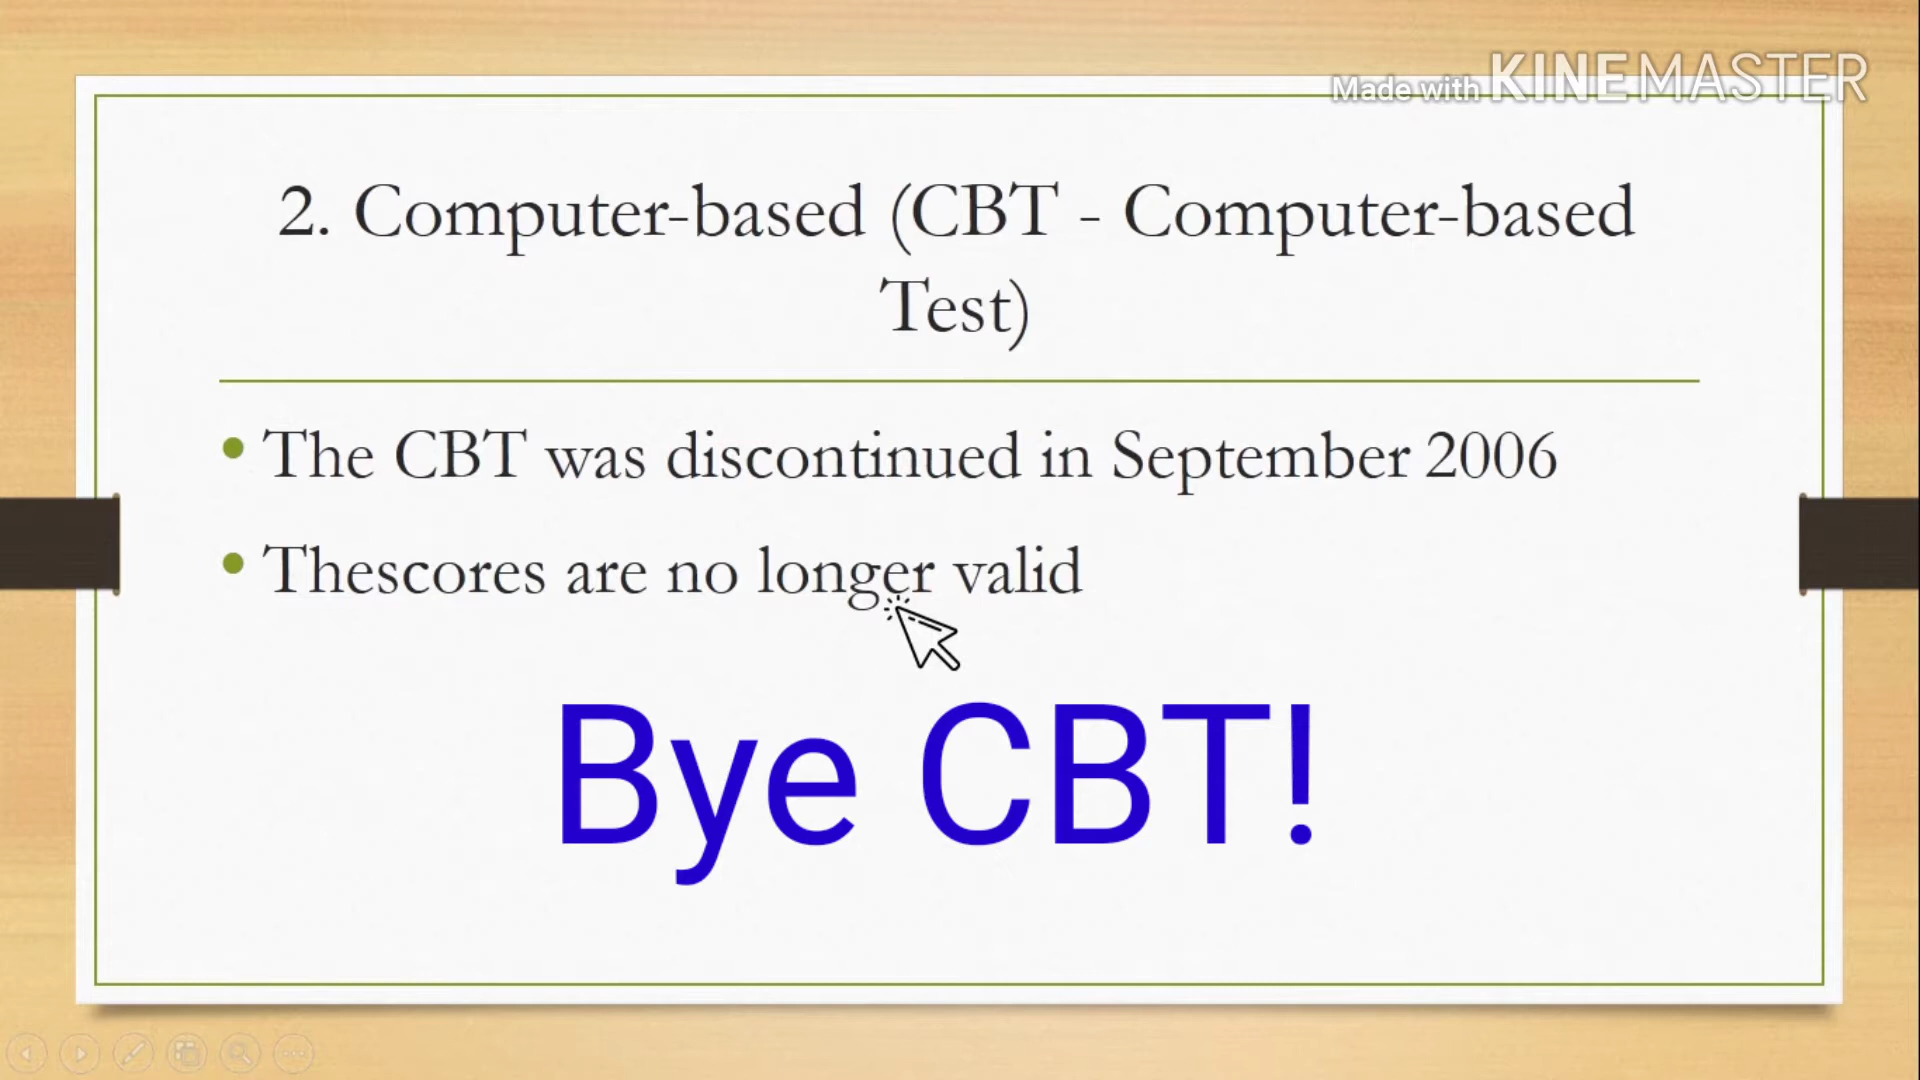 Made with KINEMASTER
2. Computer-based (CBT - Computer-based
Test)
• The CBT was discontinued in September 2006
• Thescores are no longer valid
Bye CBT!